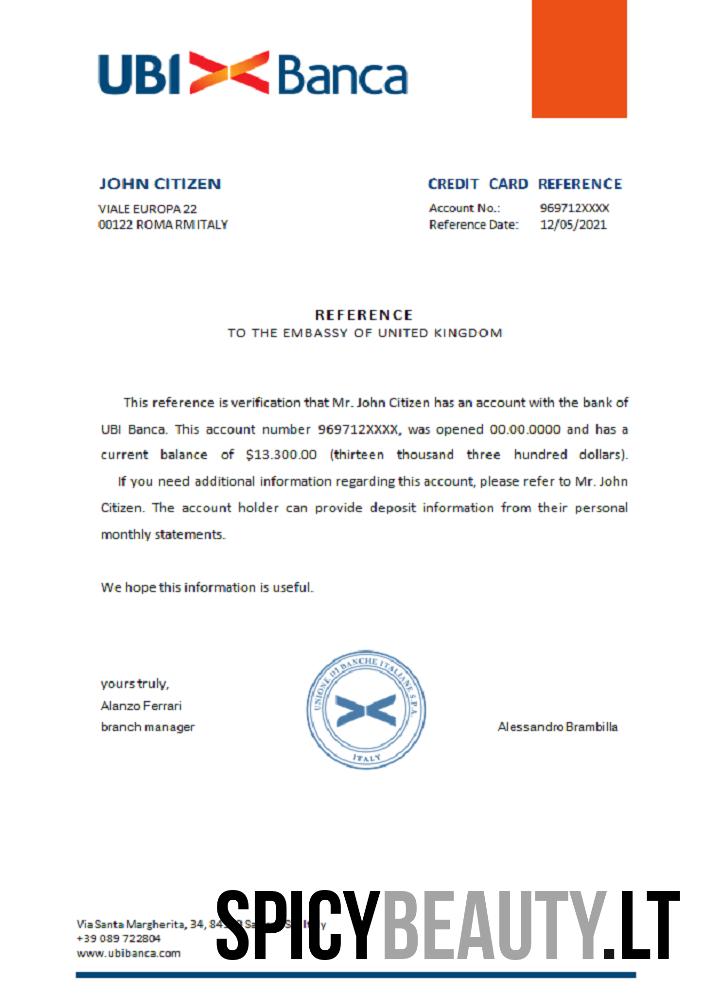 UBI Banca
JOHN CITIZEN
VIALE EUROPA 22
00122 ROMA RM ITALY
CREDIT CARD REFERENCE
Account No.: 969712XXXX
Reference Date: 12/05/2021
REFERENCE
TO THE EMBASSY OF UNITED KINGDOM
This reference is verification that Mr. John Citizen has an account with the bank of
UBI Banca. This account number 969712XXXX, was opened 00.00.0000 and has a
current balance of $13.300.00 (thirteen thousand three hundred dollars).
If you need additional information regarding this account, please refer to Mr. John
Citizen. The account holder can provide deposit information from their personal
monthly statements.
We hope this information is useful.
yours truly,
Alanzo Ferrari
branch manager
UNIONE DI BANCHE ITALIANE S.P.A.
ITALY
Alessandro Brambilla
Via Santa Margherita, 34,
+39 089 722804
www.ubibanca.com
SPICYBEAUTY.LT